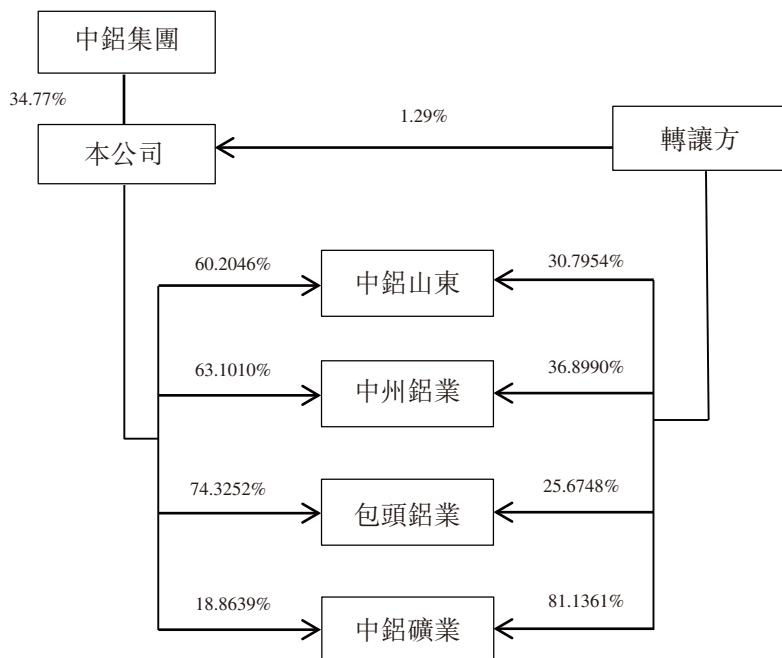 中鋁集團
34.77%
1.29%
本公司
轉讓方
60.2046%
中鋁山東
30.7954%
63.1010%
中州鋁業
36.8990%
74.3252%
包頭鋁業
25.6748%
18.8639%
中鋁礦業
81.1361%